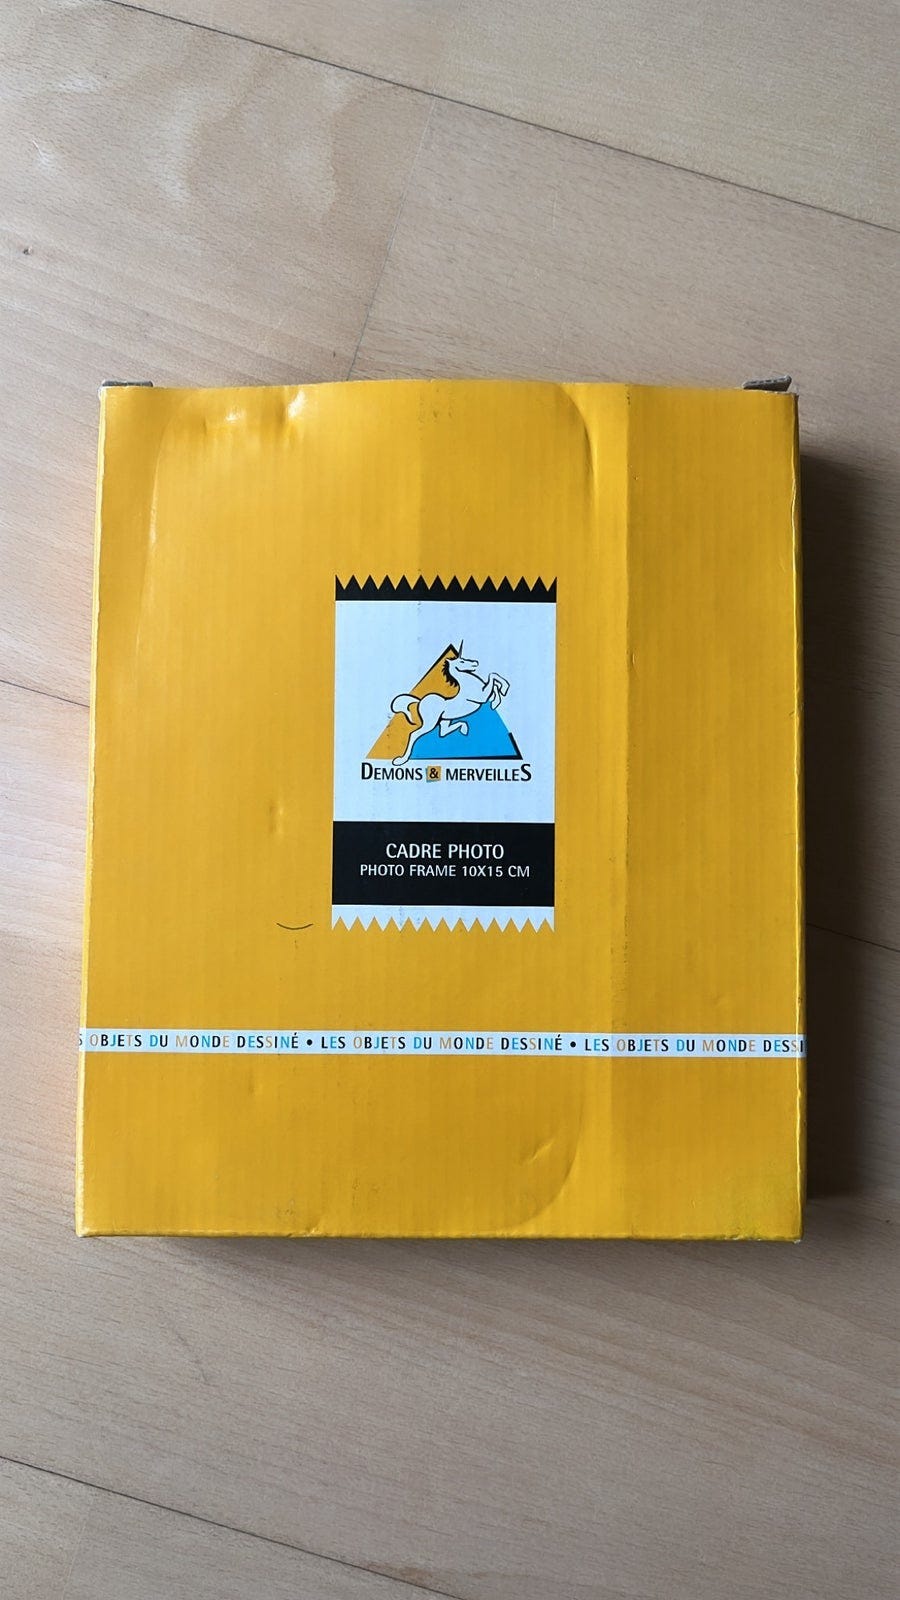 DEMONS & MERVEILLES
CADRE PHOTO
PHOTO FRAME 10X15 CM
S OBJETS DU MONDE DESSINÉ • LES OBJETS DU MONDE DESSINÉ • LES OBJETS DU MONDE DESSI